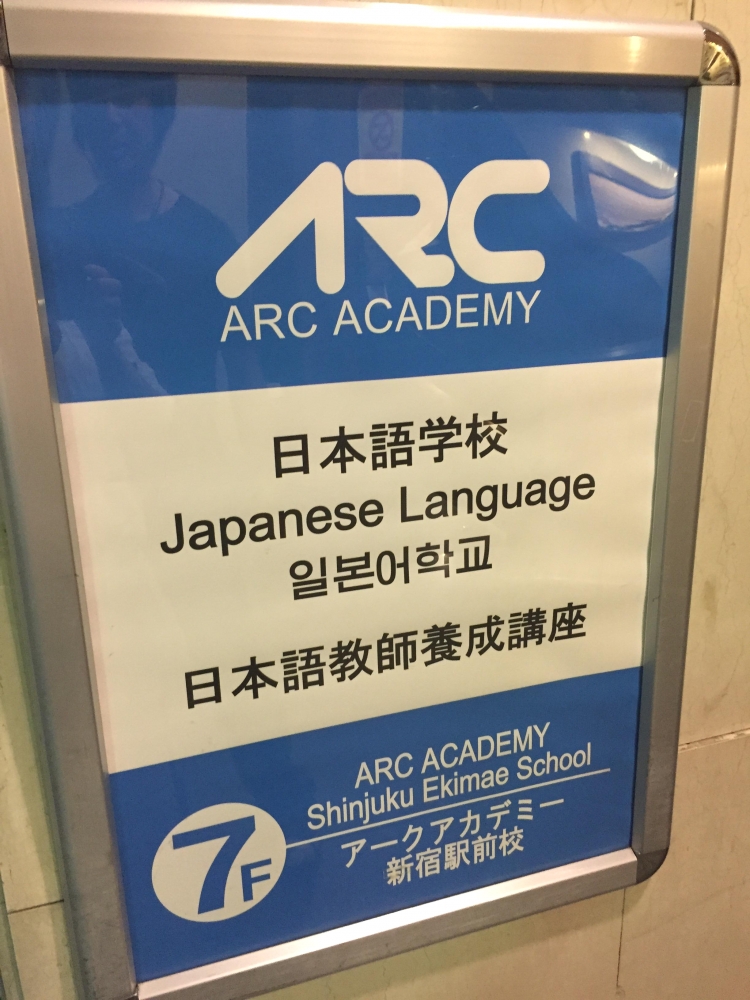 ARC
ARC ACADEMY
日本語学校
Japanese Language
일본어학교
日本語教師養成講座
7F
ARC ACADEMY
Shinjuku Ekimae School
アークアカデミー
新宿駅前校